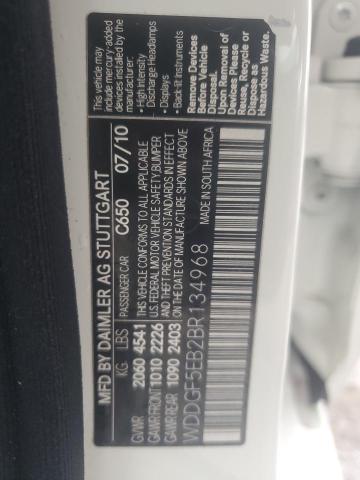 MFD BY DAIMLER AG STUTTGART
PASSENGER CAR C650 07/10
KG LBS
GVWR 2060 4541
GAWR FRONT 1010 2226
GAWR REAR 1090 2403
THIS VEHICLE CONFORMS TO ALL APPLICABLE
U.S. FEDERAL MOTOR VEHICLE SAFETY/BUMPER
AND THEFT PREVENTION STANDARDS IN EFFECT
ON THE DATE OF MANUFACTURE SHOWN ABOVE
WDDGF5EB2BR134968
MADE IN SOUTH AFRICA
This vehicle may
include mercury-added
devices installed by the
manufacturer:
• High Intensity
Discharge Headlamps
• Displays
• Back-lit instruments
Remove Devices
Before Vehicle
Disposal.
Upon Removal of
Devices Please
Reuse, Recycle or
Dispose as
Hazardous Waste.